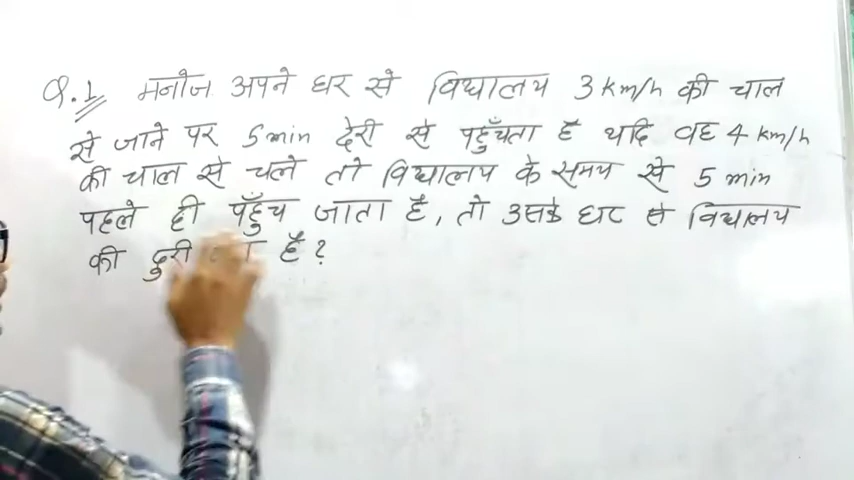 Q.1 मनोज अपने घर से विद्यालय 3 km/h की चाल
से जाने पर 5 min देरी से पहुँचता है यदि वह 4 km/h
की चाल से चले तो विद्यालय के समय से 5 min
पहले ही पहुँच जाता है, तो उसके घर से विद्यालय
की दुरी है ?